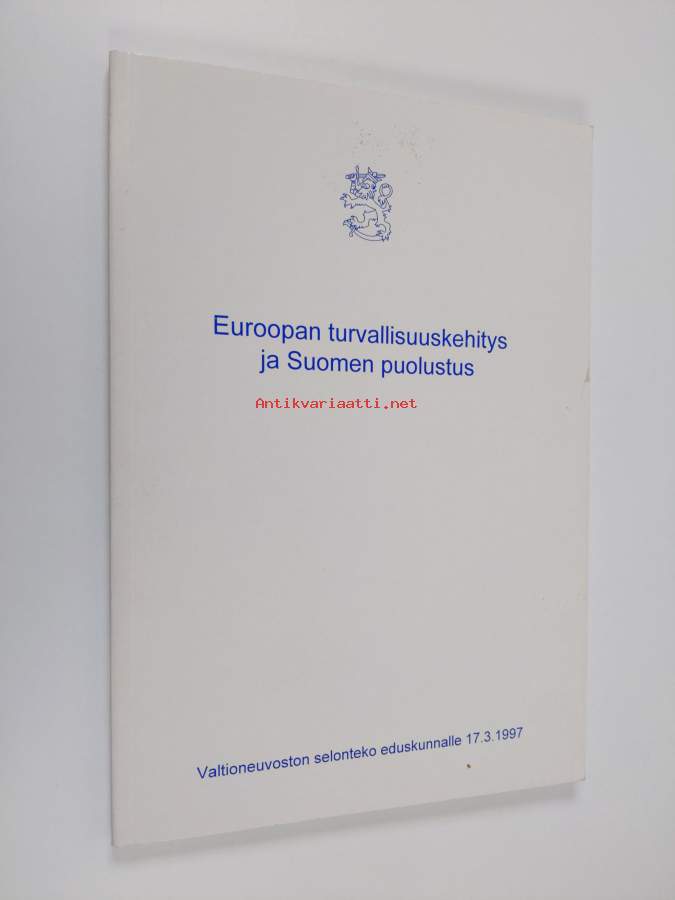 Euroopan turvallisuuskehitys
ja Suomen puolustus
Antikvariaatti.net
Valtioneuvoston selonteko eduskunnalle 17.3.1997